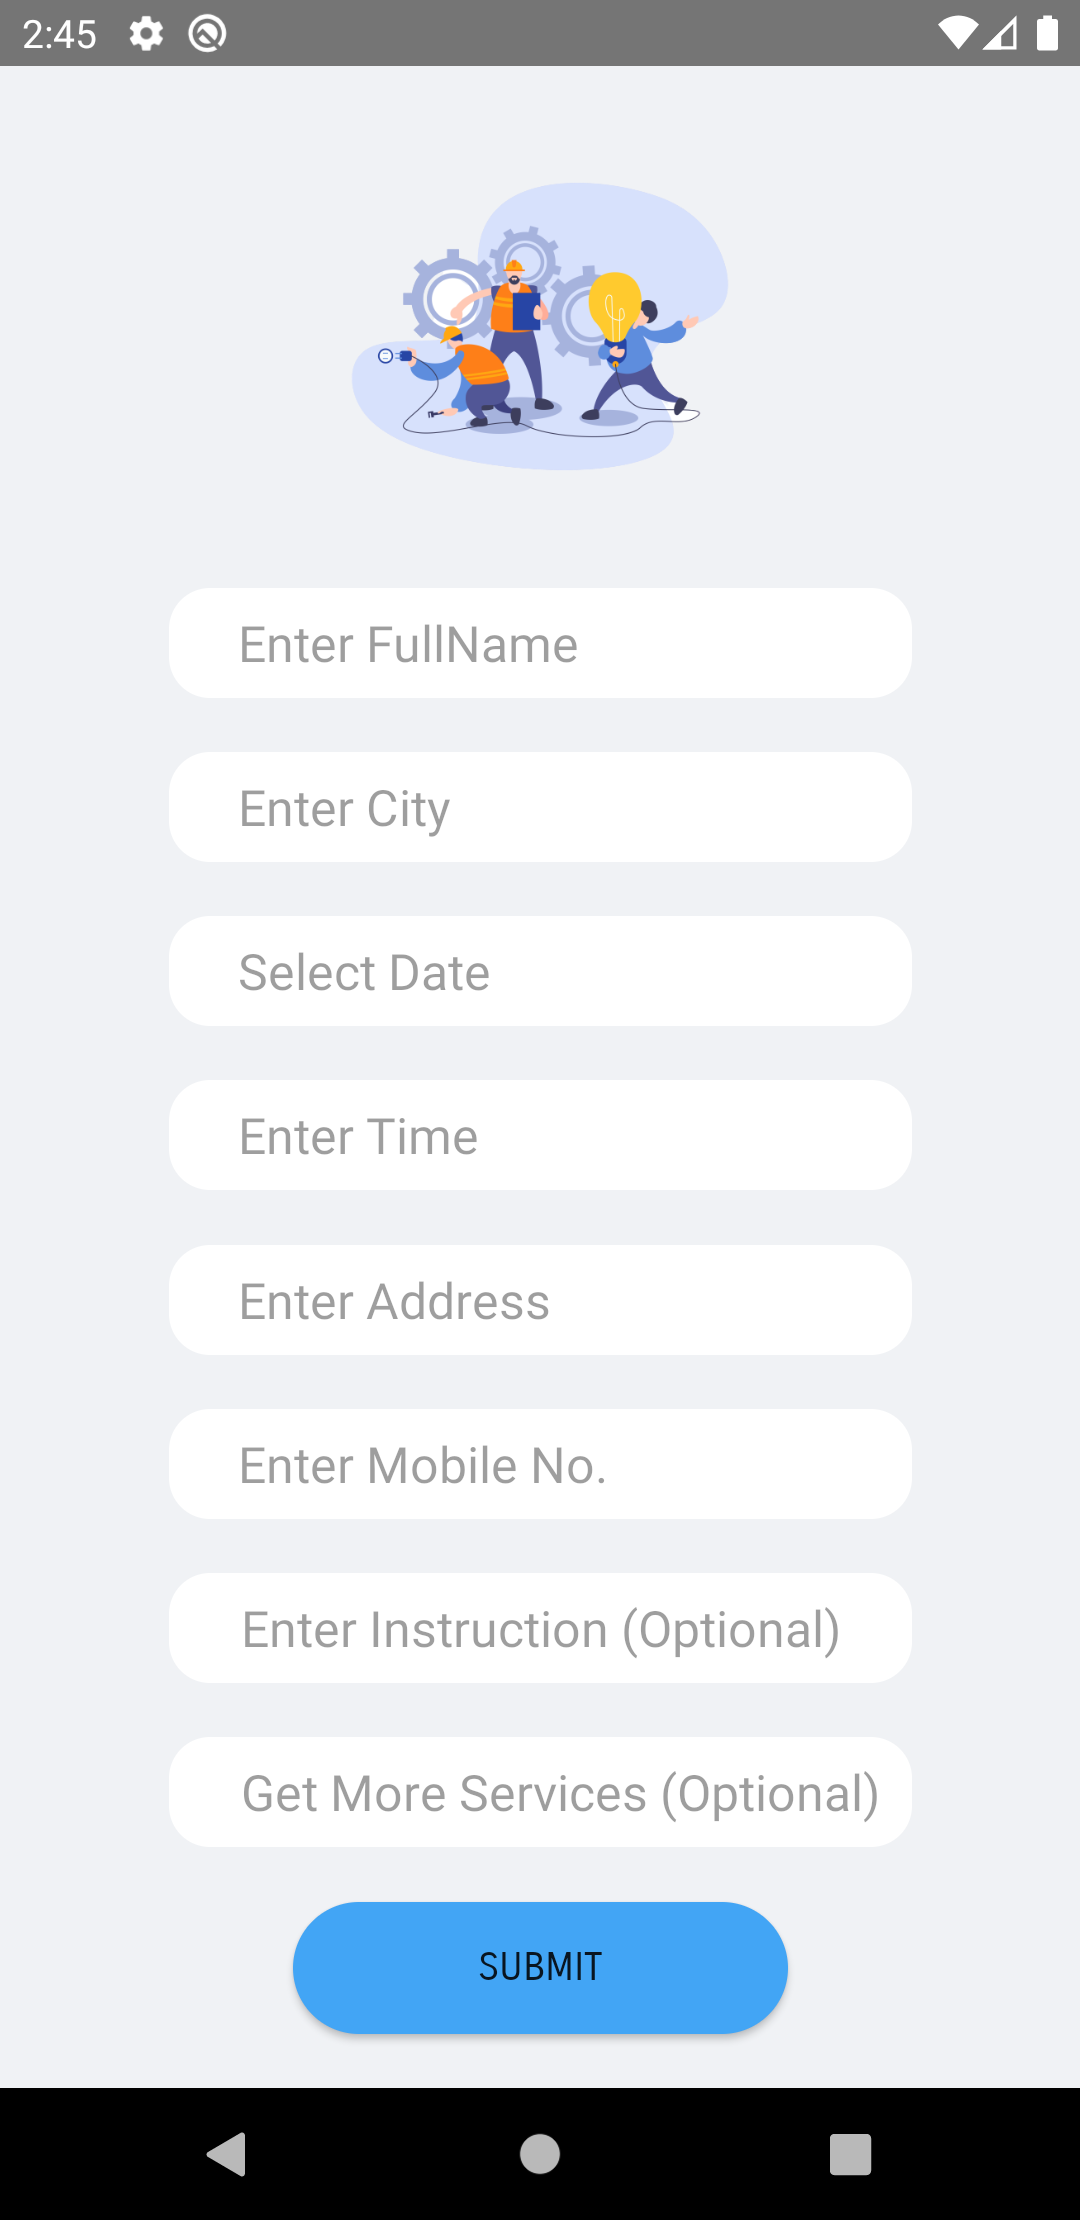 2:45
Enter FullName
Enter City
Select Date
Enter Time
Enter Address
Enter Mobile No.
Enter Instruction (Optional)
Get More Services (Optional)
SUBMIT